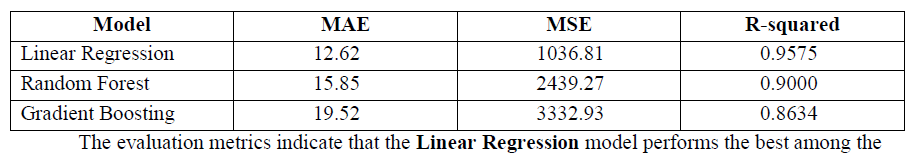 Model MAE MSE R-squared
Linear Regression 12.62 1036.81 0.9575
Random Forest 15.85 2439.27 0.9000
Gradient Boosting 19.52 3332.93 0.8634
The evaluation metrics indicate that the Linear Regression model performs the best among the